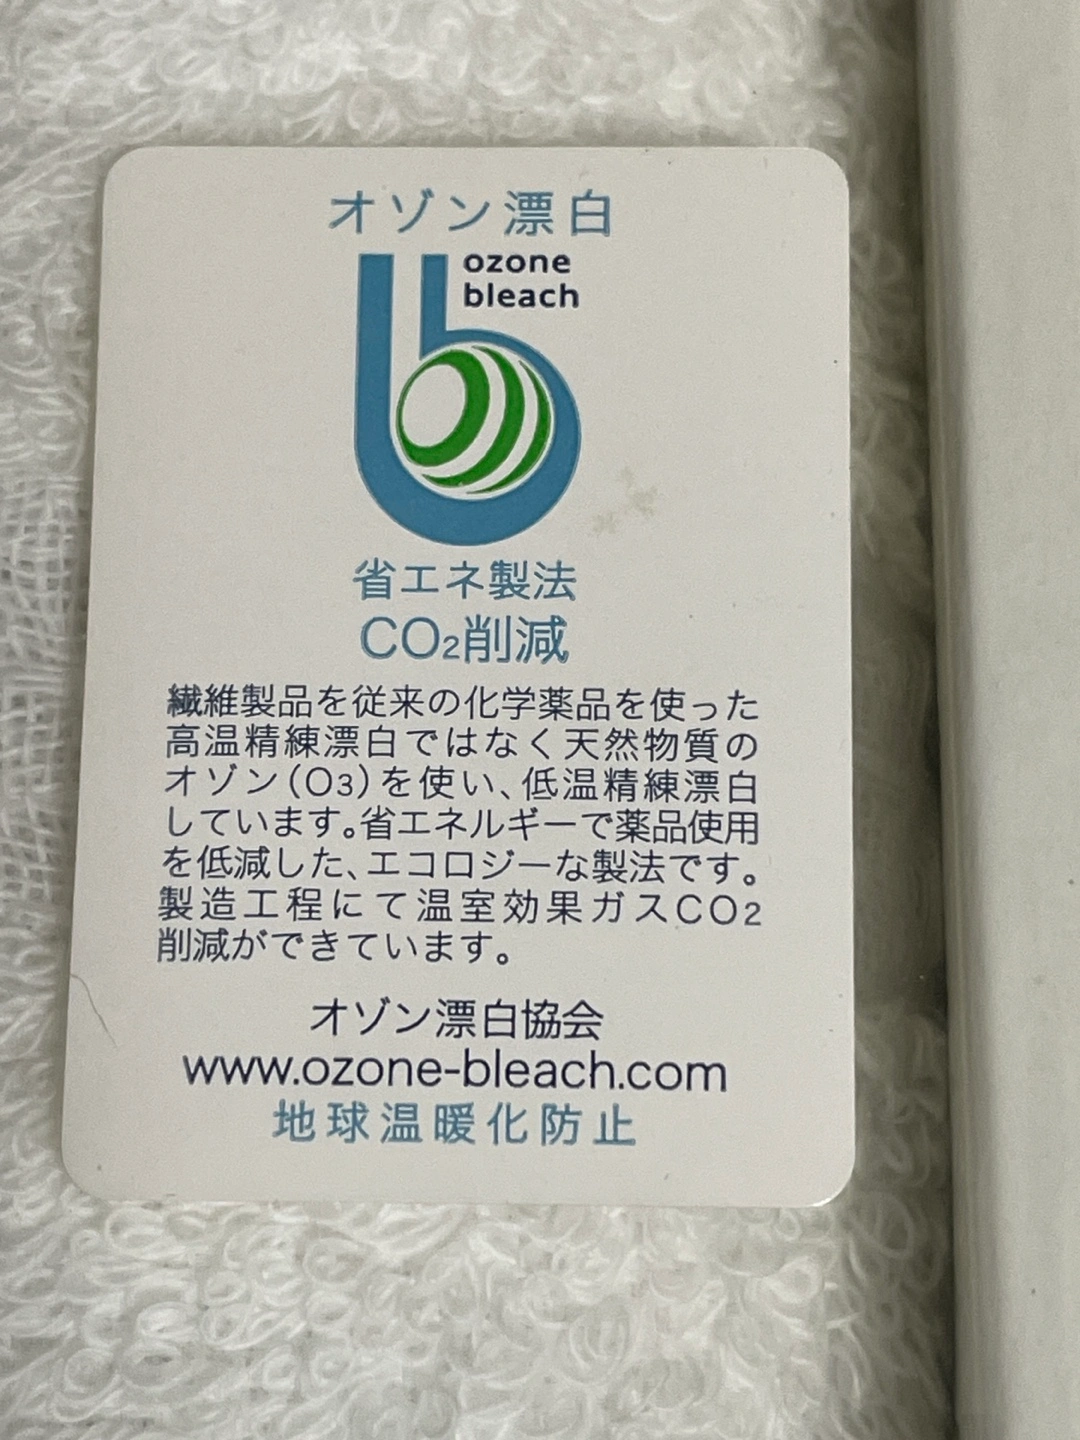 オゾン漂白
ozone
bleach
省エネ製法
CO₂削減
繊維製品を従来の化学薬品を使った
高温精練漂白ではなく天然物質の
オゾン(O3)を使い、低温精練漂白
しています。省エネルギーで薬品使用
を低減した、エコロジーな製法です。
製造工程にて温室効果ガスCO2
削減ができています。
オゾン漂白協会
www.ozone-bleach.com
地球温暖化防止